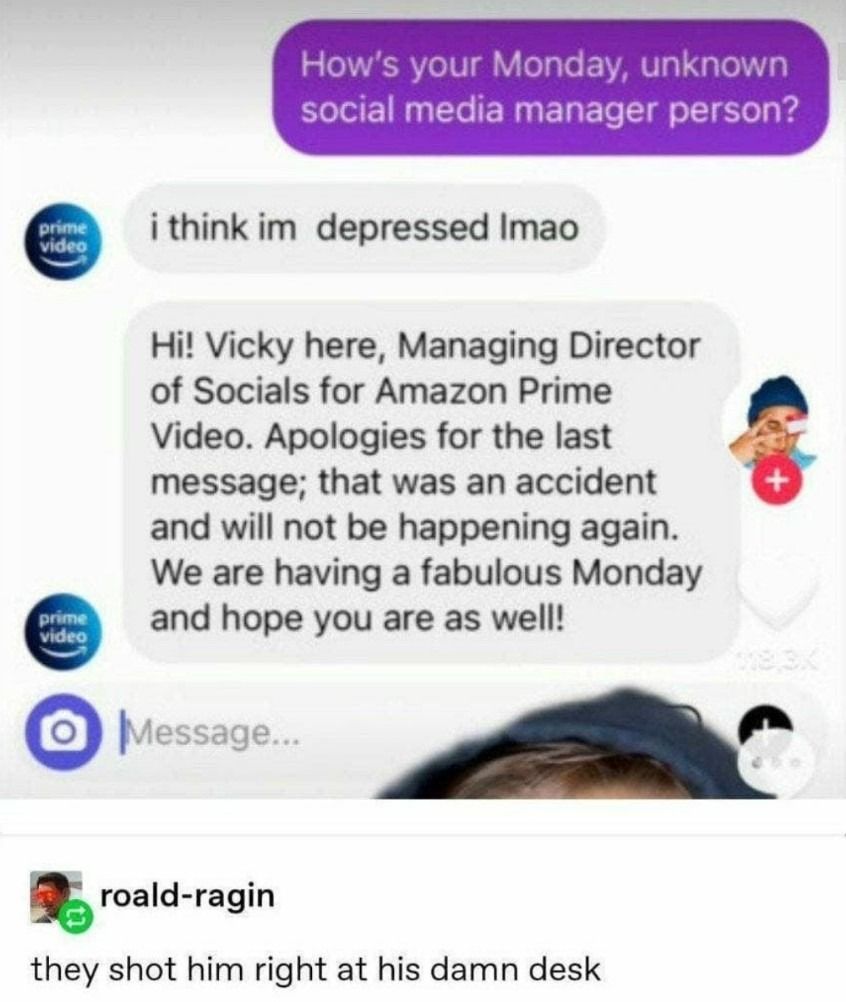 How's your Monday, unknown
social media manager person?
prime
video
i think im depressed lmao
Hi! Vicky here, Managing Director
of Socials for Amazon Prime
Video. Apologies for the last
message; that was an accident
and will not be happening again.
We are having a fabulous Monday
and hope you are as well!
prime
video
118.3K
Message...
roald-ragin
they shot him right at his damn desk